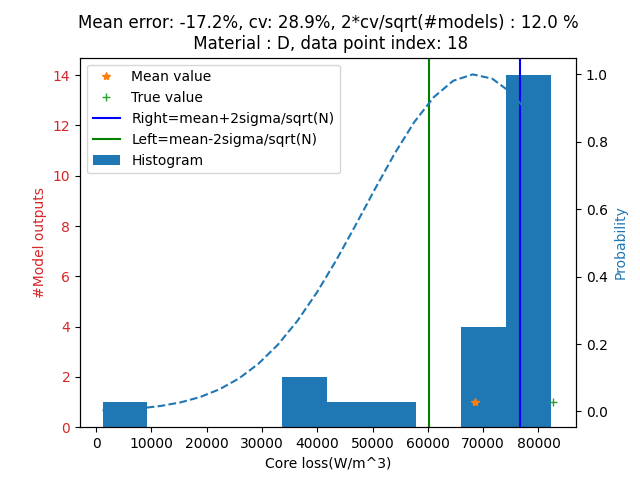 Mean error: -17.2%, cv: 28.9%, 2*cv/sqrt(#models) : 12.0 %
Material : D, data point index: 18
Mean value
True value
Right=mean+2sigma/sqrt(N)
Left=mean-2sigma/sqrt(N)
Histogram
#Model outputs
14
12
10
8
6
4
2
0
Probability
1.0
0.8
0.6
0.4
0.2
0.0
0 10000 20000 30000 40000 50000 60000 70000 80000
Core loss(W/m^3)